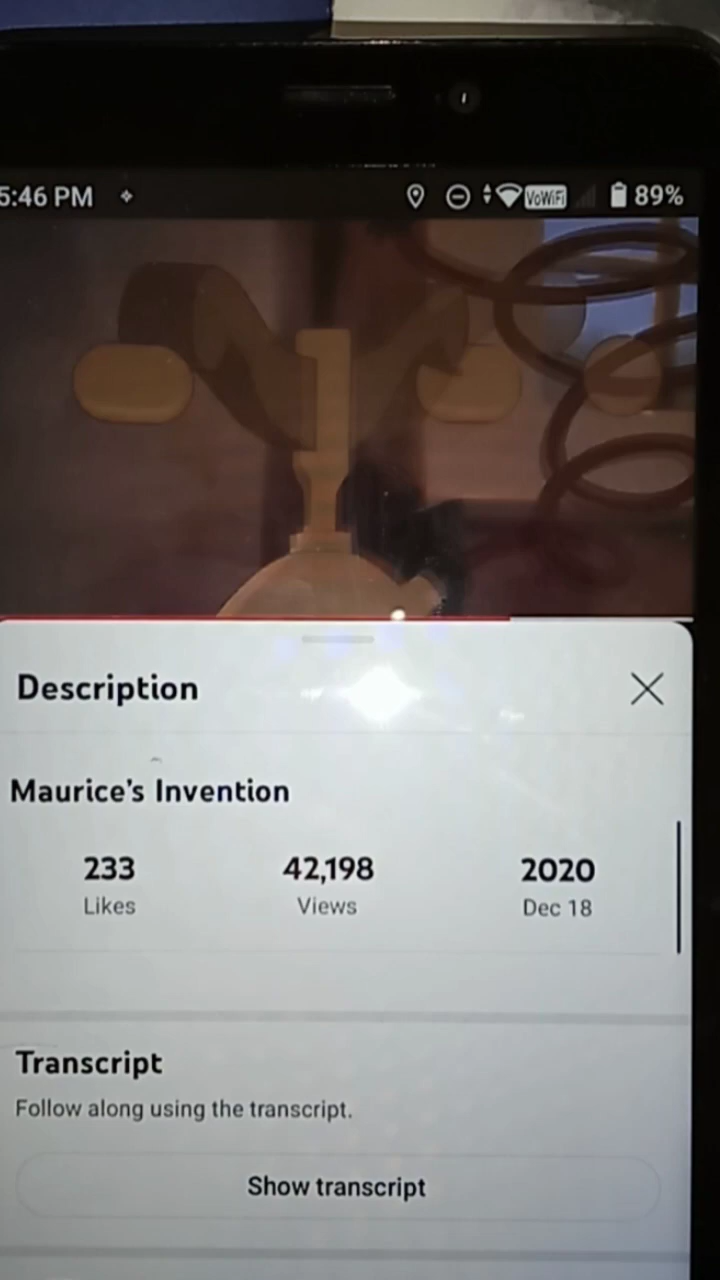 5:46 PM VoWiFi 89%
Description
Maurice's Invention
233 42,198 2020
Likes Views Dec 18
Transcript
Follow along using the transcript.
Show transcript